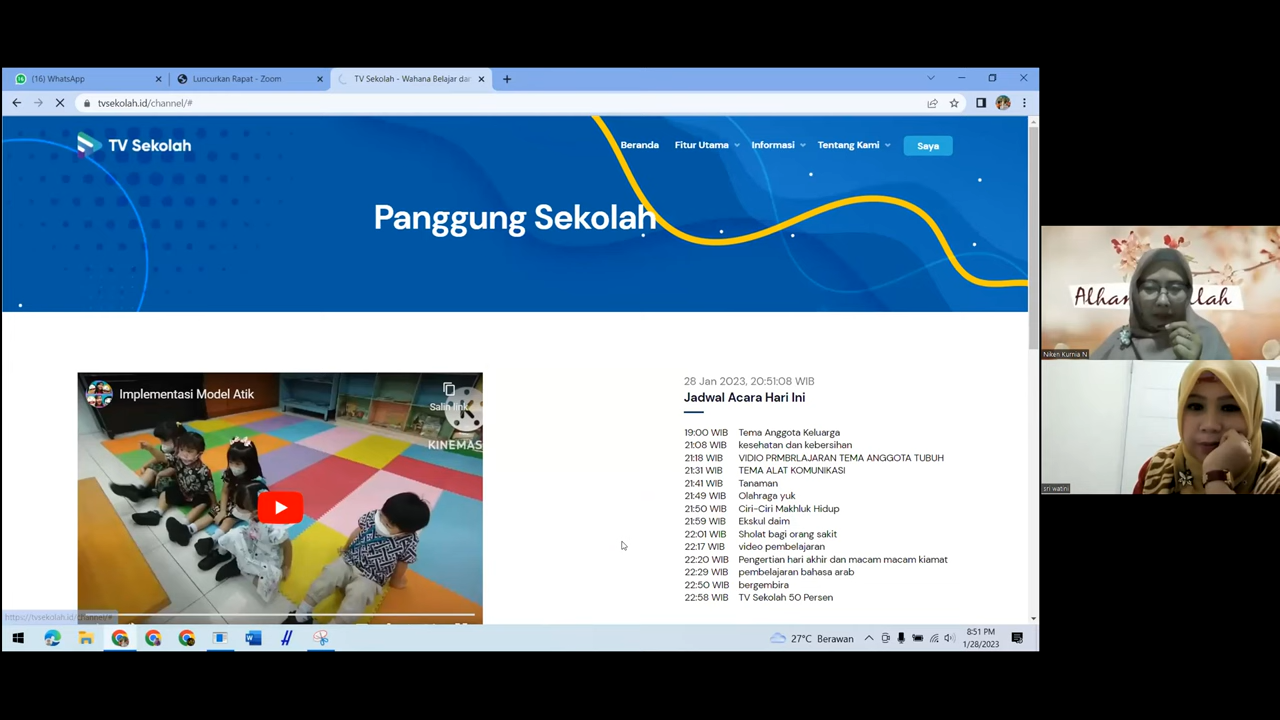 (16) WhatsApp
Luncurkan Rapat - Zoom
TV Sekolah - Wahana Belajar dar
tvsekolah.id/channel/#
TV Sekolah
Beranda
Fitur Utama
Informasi
Tentang Kami
Saya
Panggung Sekolah
Implementasi Model Atik
Salin link
KINEMAS
28 Jan 2023, 20:51:08 WIB
Jadwal Acara Hari Ini
19:00 WIB Tema Anggota Keluarga
21:08 WIB kesehatan dan kebersihan
21:18 WIB VIDIO PRMBRLAJARAN TEMA ANGGOTA TUBUH
21:31 WIB TEMA ALAT KOMUNIKASI
21:41 WIB Tanaman
21:49 WIB Olahraga yuk
21:50 WIB Ciri-Ciri Makhluk Hidup
21:59 WIB Ekskul daim
22:01 WIB Sholat bagi orang sakit
22:17 WIB video pembelajaran
22:20 WIB Pengertian hari akhir dan macam macam kiamat
22:29 WIB pembelajaran bahasa arab
22:50 WIB bergembira
22:58 WIB TV Sekolah 50 Persen
https://tvsekolah.id/channel/#
27°C Berawan
8:51 PM
1/28/2023
Niken Kurnia N
sri watini